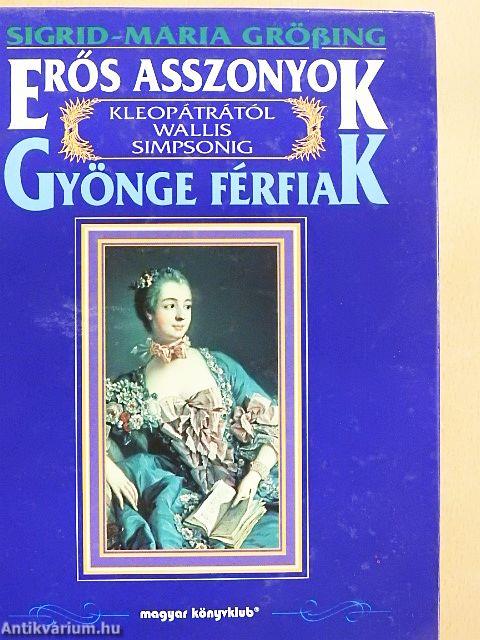 SIGRID-MARIA GRÖßING
ERŐS ASSZONYOK
KLEOPÁTRÁTÓL
WALLIS
SIMPSONIG
GYÖNGE FÉRFIAK
magyar könyvklub®
Antikvárium.hu